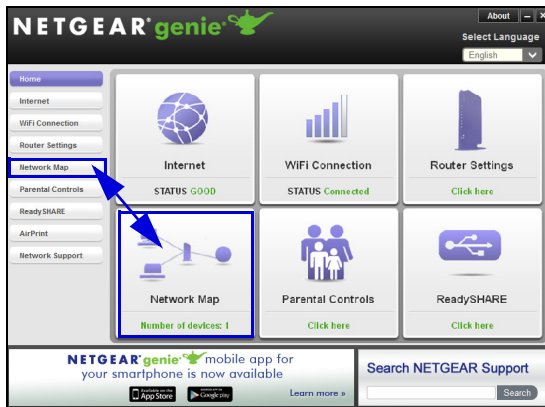 NETGEAR® genie®
About
Select Language
English
Home
Internet
WiFi Connection
Router Settings
Network Map
Parental Controls
ReadySHARE
AirPrint
Network Support
Internet
STATUS GOOD
WiFi Connection
STATUS Connected
Router Settings
Click here
Network Map
Number of devices: 1
Parental Controls
Click here
ReadySHARE
Click here
NETGEAR® genie® mobile app for
your smartphone is now available
Available on the App Store
Google play
Learn more »
Search NETGEAR Support
Search